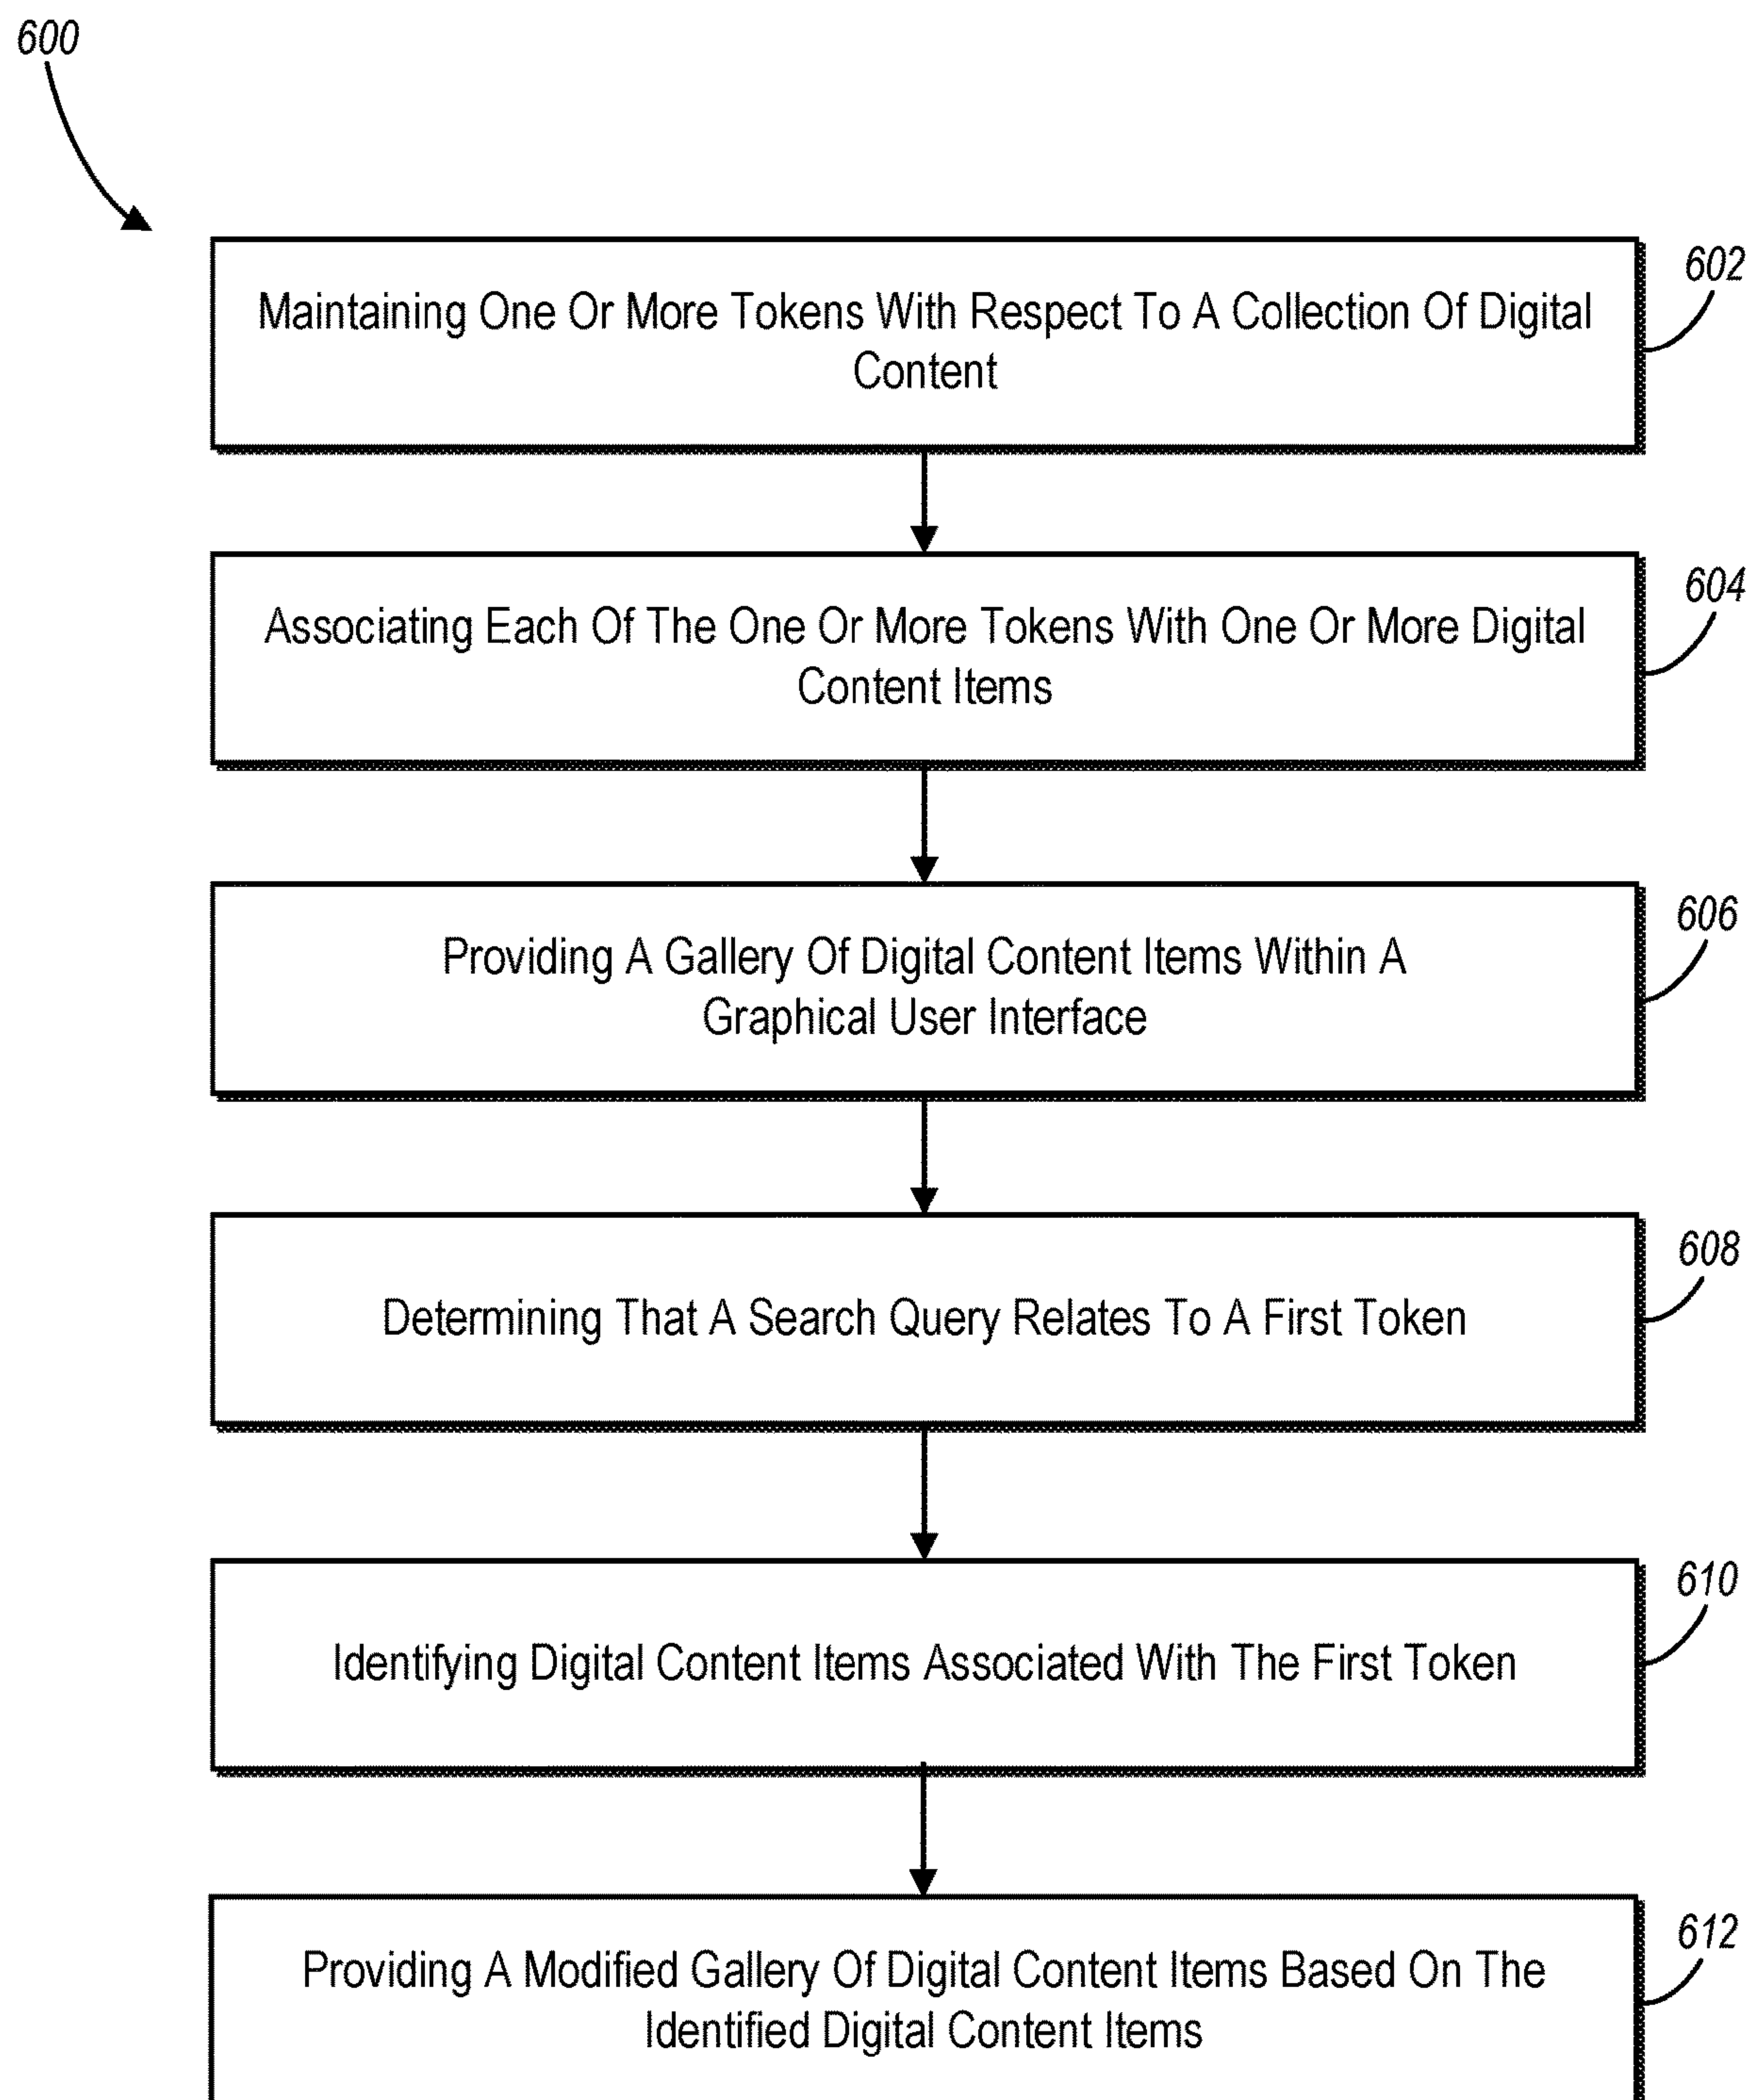 600
602
Maintaining One Or More Tokens With Respect To A Collection Of Digital
Content
604
Associating Each Of The One Or More Tokens With One Or More Digital
Content Items
606
Providing A Gallery Of Digital Content Items Within A
Graphical User Interface
608
Determining That A Search Query Relates To A First Token
610
Identifying Digital Content Items Associated With The First Token
612
Providing A Modified Gallery Of Digital Content Items Based On The
Identified Digital Content Items